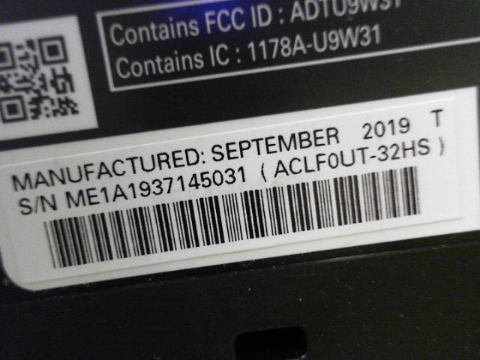 Contains FCC ID : ADTU9W31
Contains IC : 1178A-U9W31
MANUFACTURED: SEPTEMBER 2019 T
S/N ME1A1937145031 ( ACLF0UT-32HS )